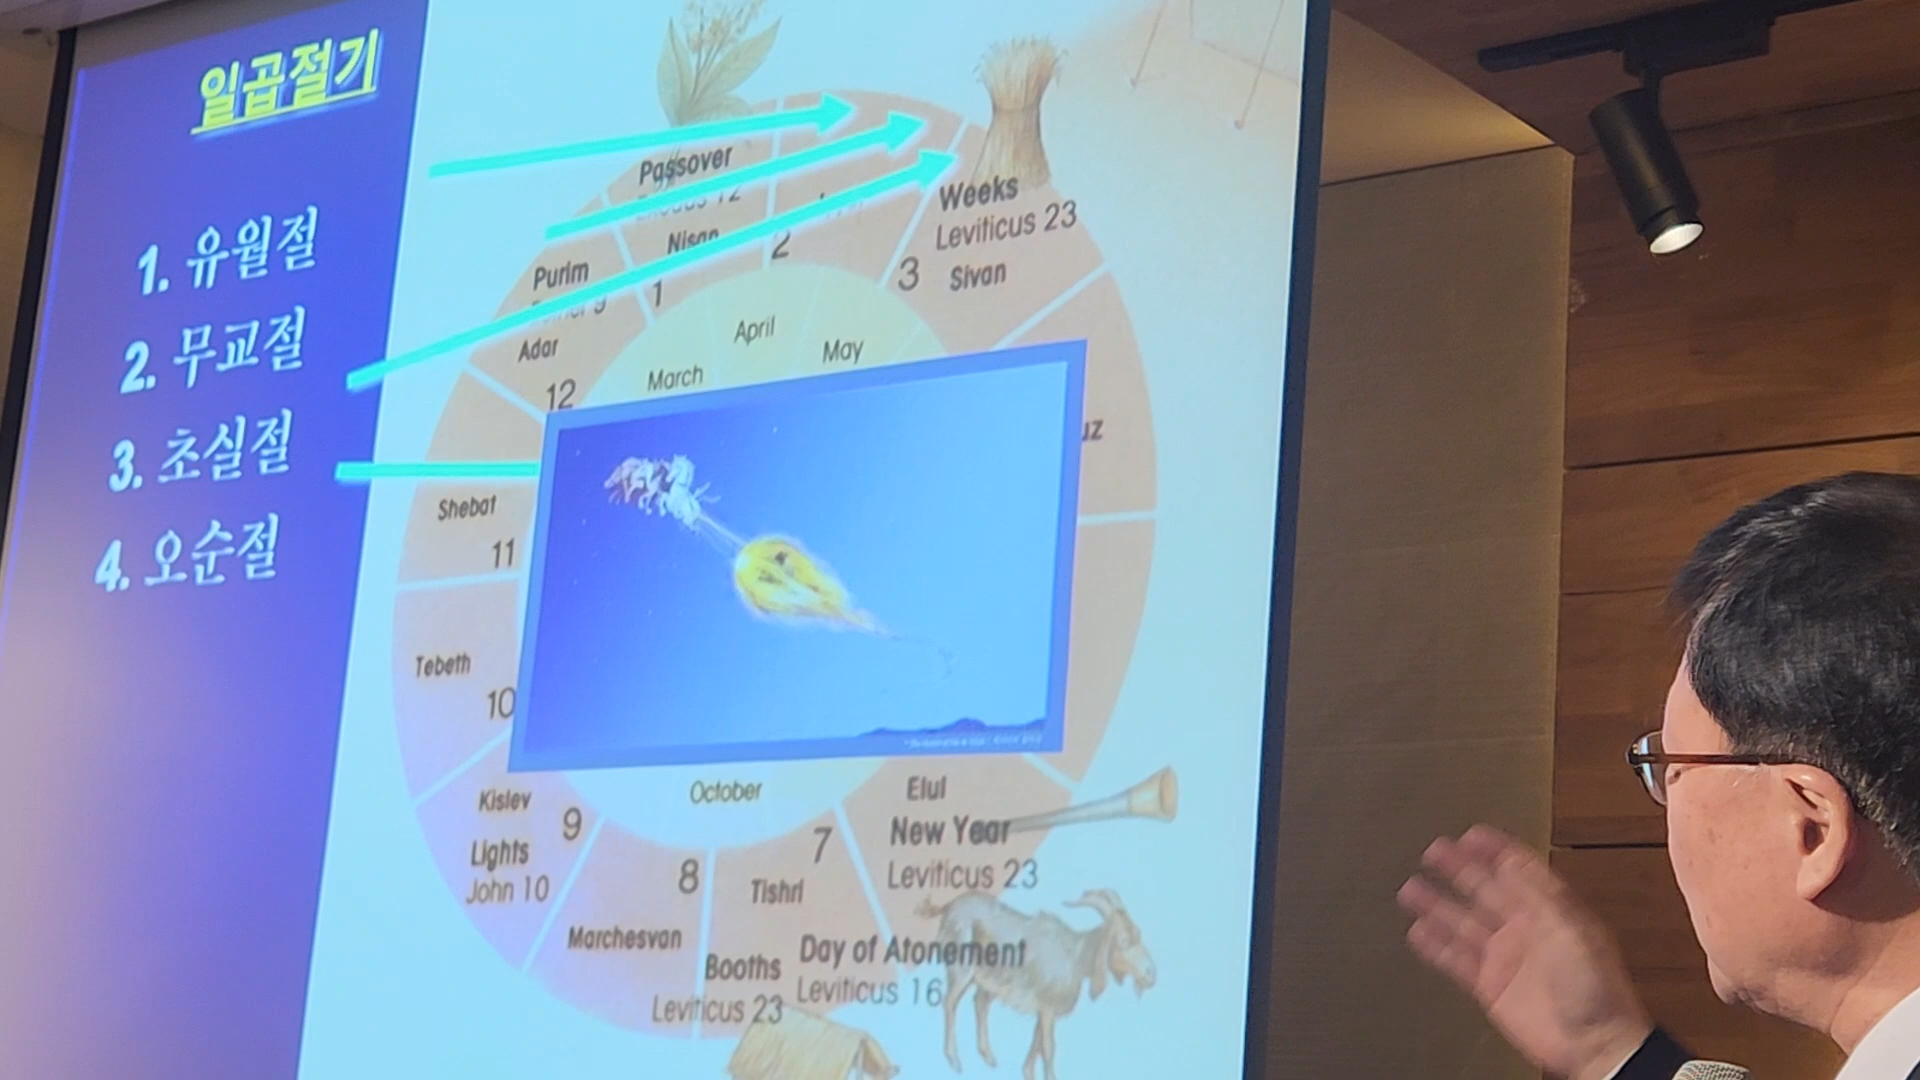 일곱절기
1. 유월절
2. 무교절
3. 초실절
4. 오순절
Passover
Nisan
1
2
Weeks
Leviticus 23
3
Sivan
Purim
Adar
12
March
April
May
Shebat
11
Tebeth
10
Kislev
9
Lights
John 10
October
Elul
New Year
Leviticus 23
7
8
Tishri
Marchesvan
Booths
Leviticus 23
Day of Atonement
Leviticus 16